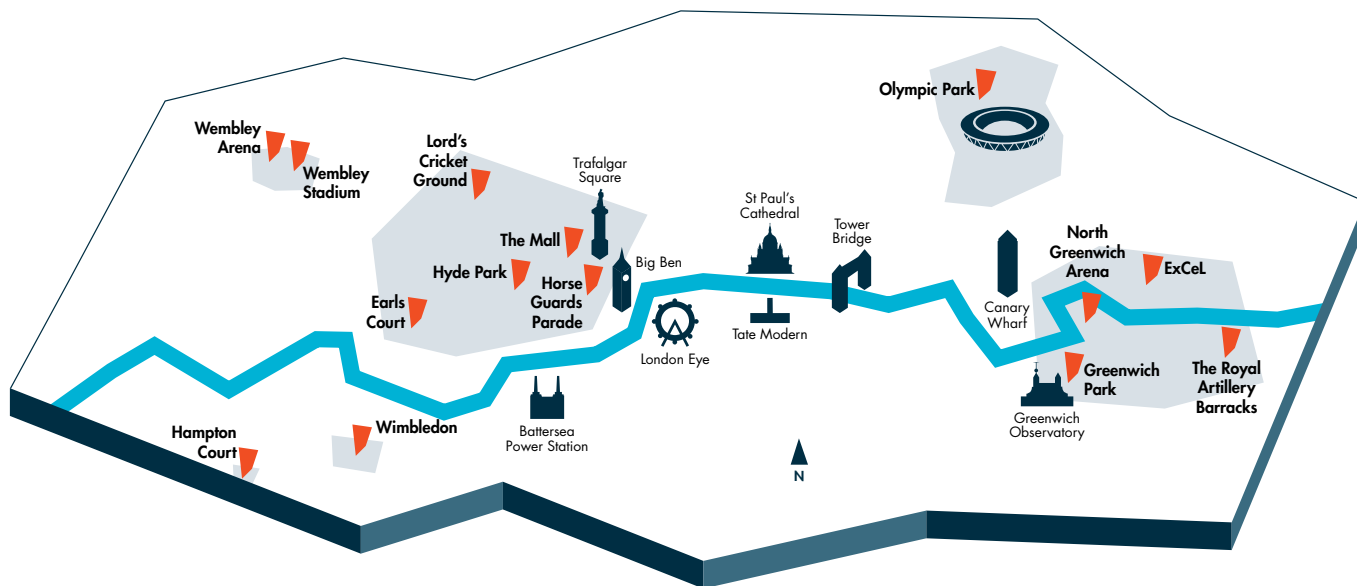 Olympic Park
Wembley
Arena
Wembley
Stadium
Lord's
Cricket
Ground
Trafalgar
Square
St Paul's
Cathedral
Tower
Bridge
The Mall
Hyde Park
Horse
Guards
Parade
Big Ben
Earls
Court
London Eye
Tate Modern
Canary
Wharf
North
Greenwich
Arena
ExCeL
Greenwich
Park
The Royal
Artillery
Barracks
Greenwich
Observatory
Hampton
Court
Wimbledon
Battersea
Power Station
N